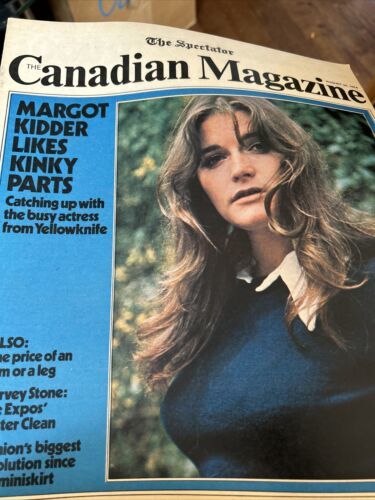 The Spectator
THE Canadian Magazine
MARGOT
KIDDER
LIKES
KINKY
PARTS
Catching up with
the busy actress
from Yellowknife
LSO:
e price of an
m or a leg
rvey Stone:
Expos'
ter Clean
nion's biggest
olution since
miniskirt